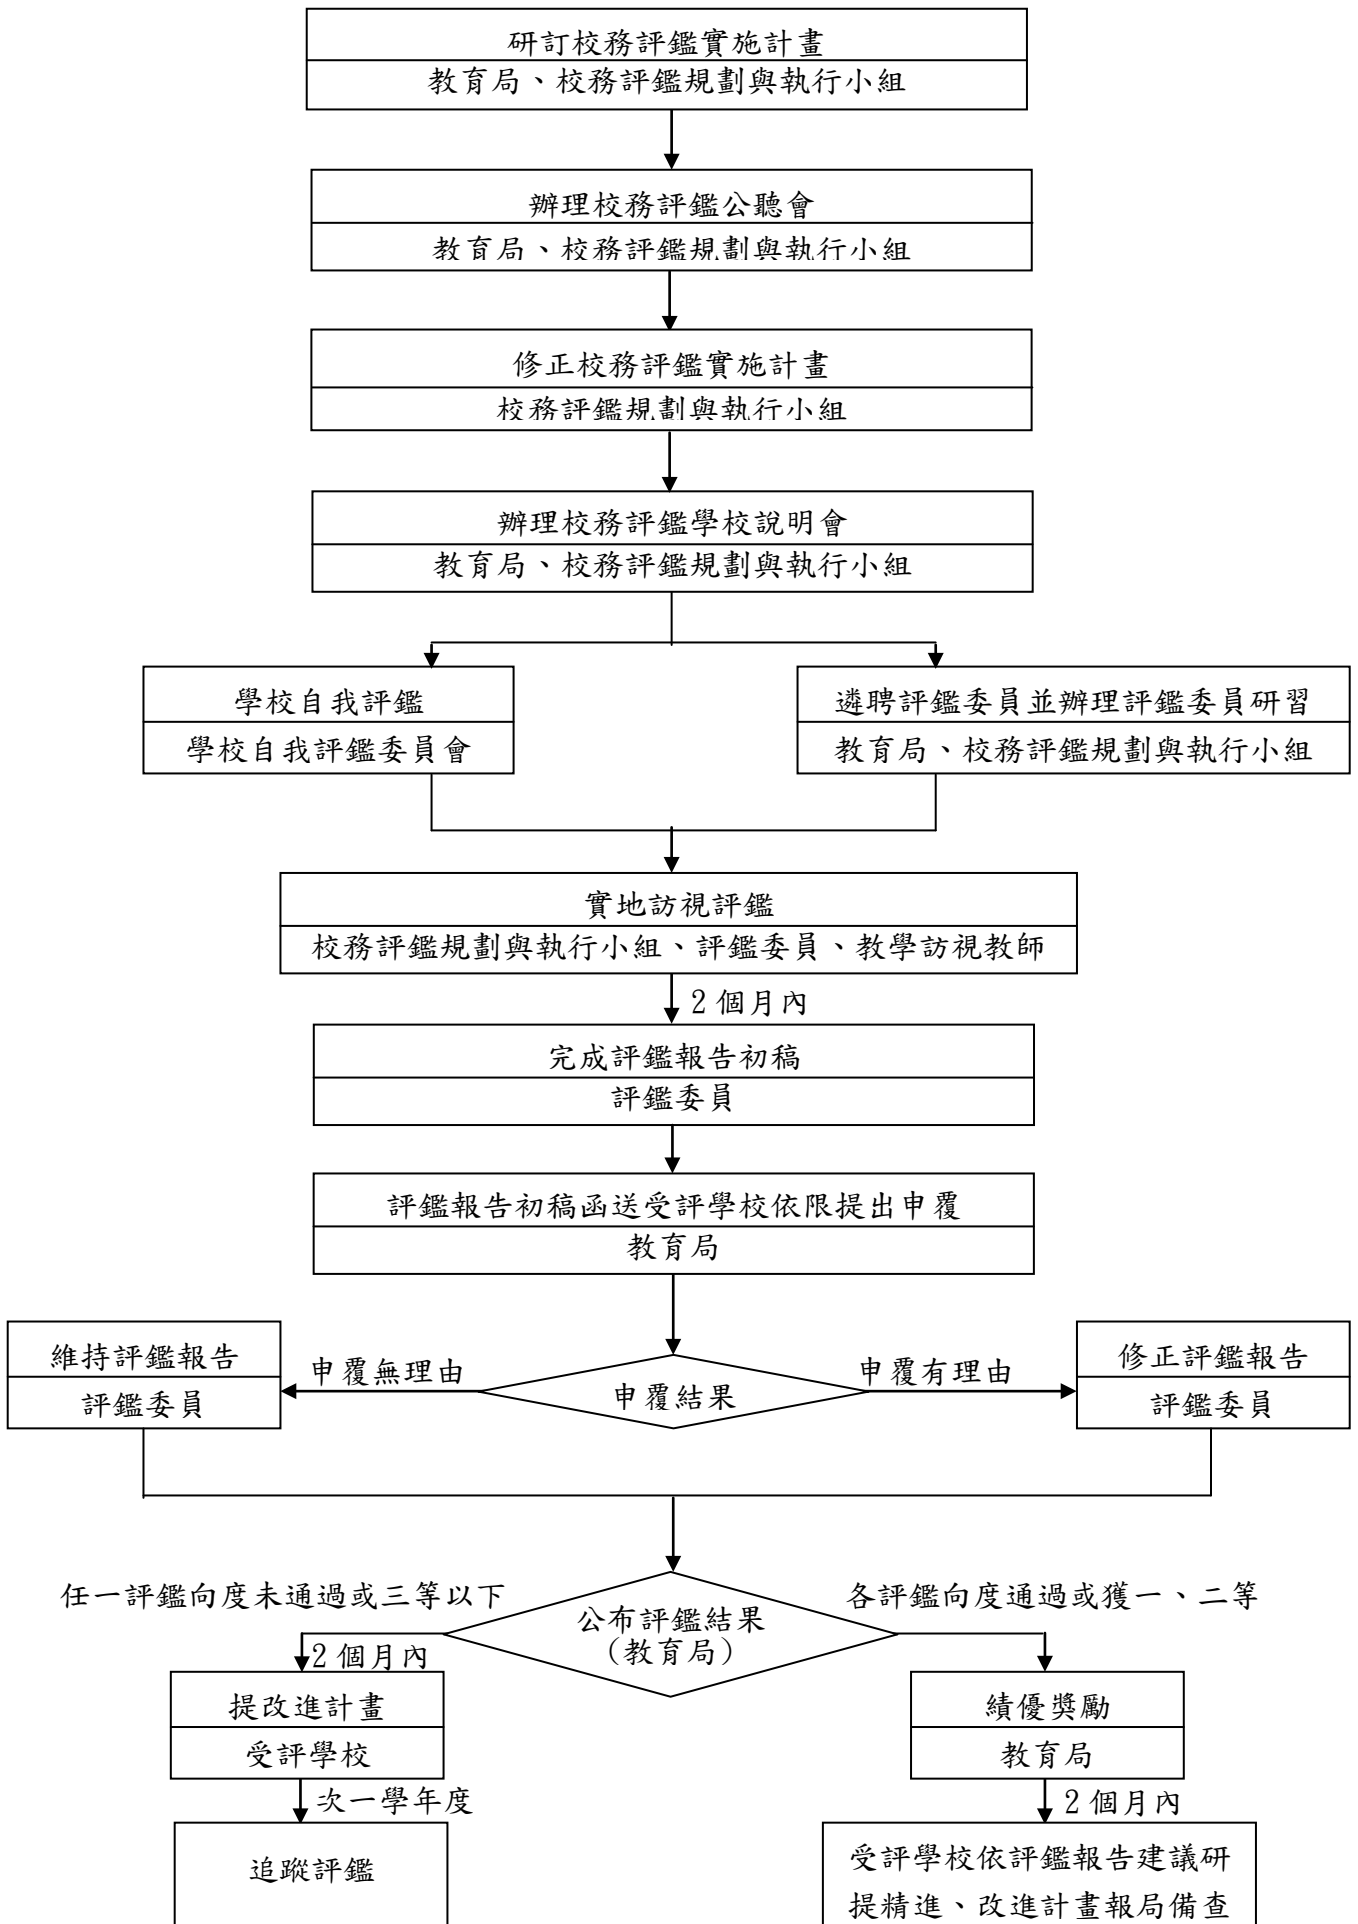 研訂校務評鑑實施計畫
教育局、校務評鑑規劃與執行小組
辦理校務評鑑公聽會
教育局、校務評鑑規劃與執行小組
修正校務評鑑實施計畫
校務評鑑規劃與執行小組
辦理校務評鑑學校說明會
教育局、校務評鑑規劃與執行小組
學校自我評鑑
學校自我評鑑委員會
遴聘評鑑委員並辦理評鑑委員研習
教育局、校務評鑑規劃與執行小組
實地訪視評鑑
校務評鑑規劃與執行小組、評鑑委員、教學訪視教師
2個月內
完成評鑑報告初稿
評鑑委員
評鑑報告初稿函送受評學校依限提出申覆
教育局
維持評鑑報告
評鑑委員
申覆無理由
申覆結果
申覆有理由
修正評鑑報告
評鑑委員
任一評鑑向度未通過或三等以下
公布評鑑結果
（教育局）
各評鑑向度通過或獲一、二等
2個月內
提改進計畫
受評學校
次一學年度
追蹤評鑑
績優獎勵
教育局
2個月內
受評學校依評鑑報告建議研
提精進、改進計畫報局備查